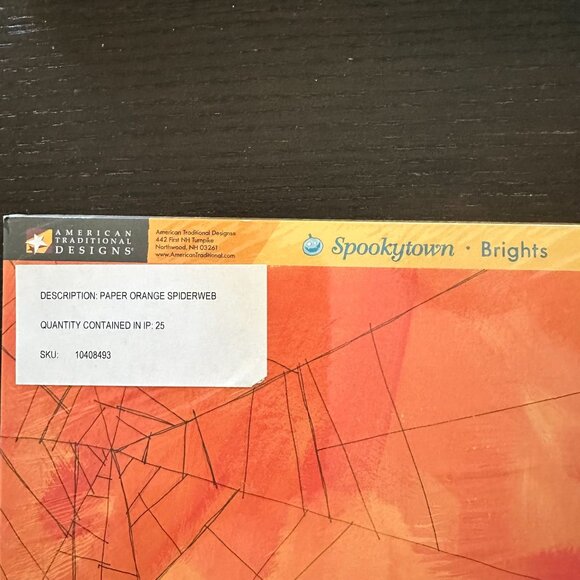 AMERICAN
TRADITIONAL
DESIGNS®
American Traditional Designs®
442 First NH Turnpike
Northwood, NH 03261
www.AmericanTraditional.com
Spookytown • Brights
DESCRIPTION: PAPER ORANGE SPIDERWEB
QUANTITY CONTAINED IN IP: 25
SKU: 10408493